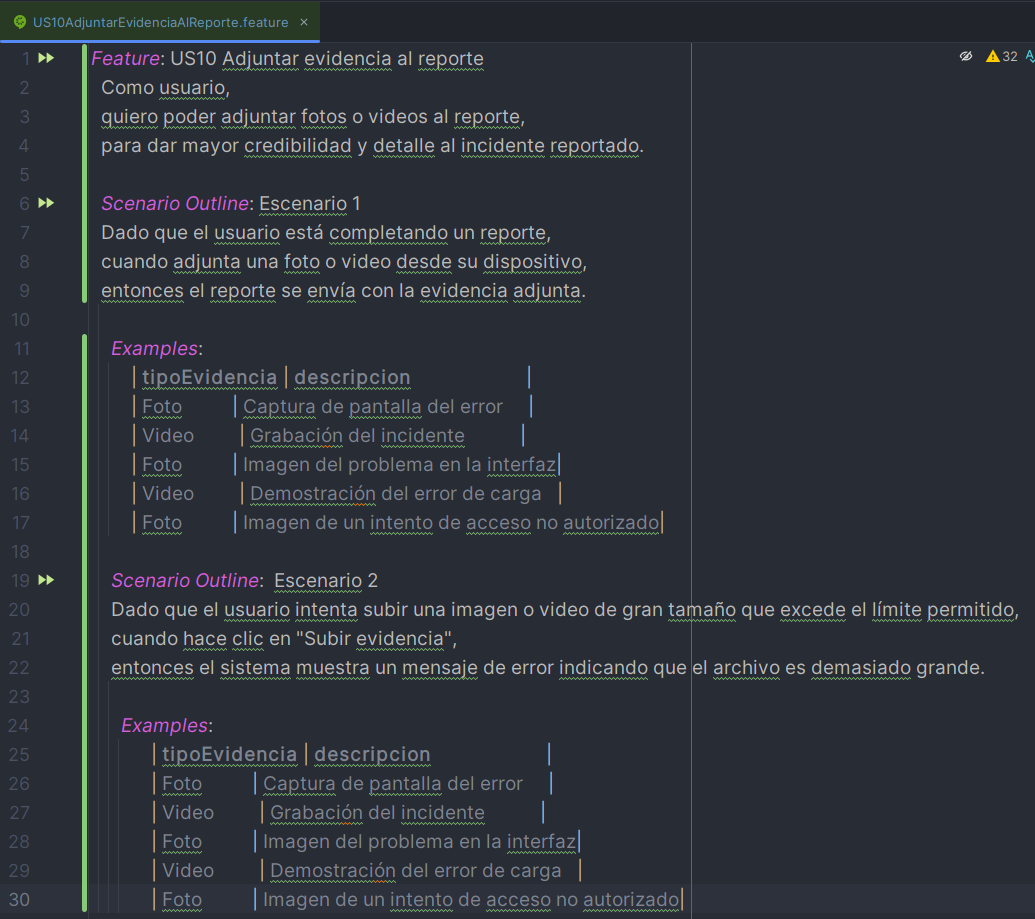 US10AdjuntarEvidenciaAlReporte.feature ×
32
1 Feature: US10 Adjuntar evidencia al reporte
2 Como usuario,
3 quiero poder adjuntar fotos o videos al reporte,
4 para dar mayor credibilidad y detalle al incidente reportado.
5
6 Scenario Outline: Escenario 1
7 Dado que el usuario está completando un reporte,
8 cuando adjunta una foto o video desde su dispositivo,
9 entonces el reporte se envía con la evidencia adjunta.
10
11 Examples:
12 | tipoEvidencia | descripcion |
13 | Foto | Captura de pantalla del error |
14 | Video | Grabación del incidente |
15 | Foto | Imagen del problema en la interfaz|
16 | Video | Demostración del error de carga |
17 | Foto | Imagen de un intento de acceso no autorizado|
18
19 Scenario Outline: Escenario 2
20 Dado que el usuario intenta subir una imagen o video de gran tamaño que excede el límite permitido,
21 cuando hace clic en "Subir evidencia",
22 entonces el sistema muestra un mensaje de error indicando que el archivo es demasiado grande.
23
24 Examples:
25 | tipoEvidencia | descripcion |
26 | Foto | Captura de pantalla del error |
27 | Video | Grabación del incidente |
28 | Foto | Imagen del problema en la interfaz|
29 | Video | Demostración del error de carga |
30 | Foto | Imagen de un intento de acceso no autorizado|